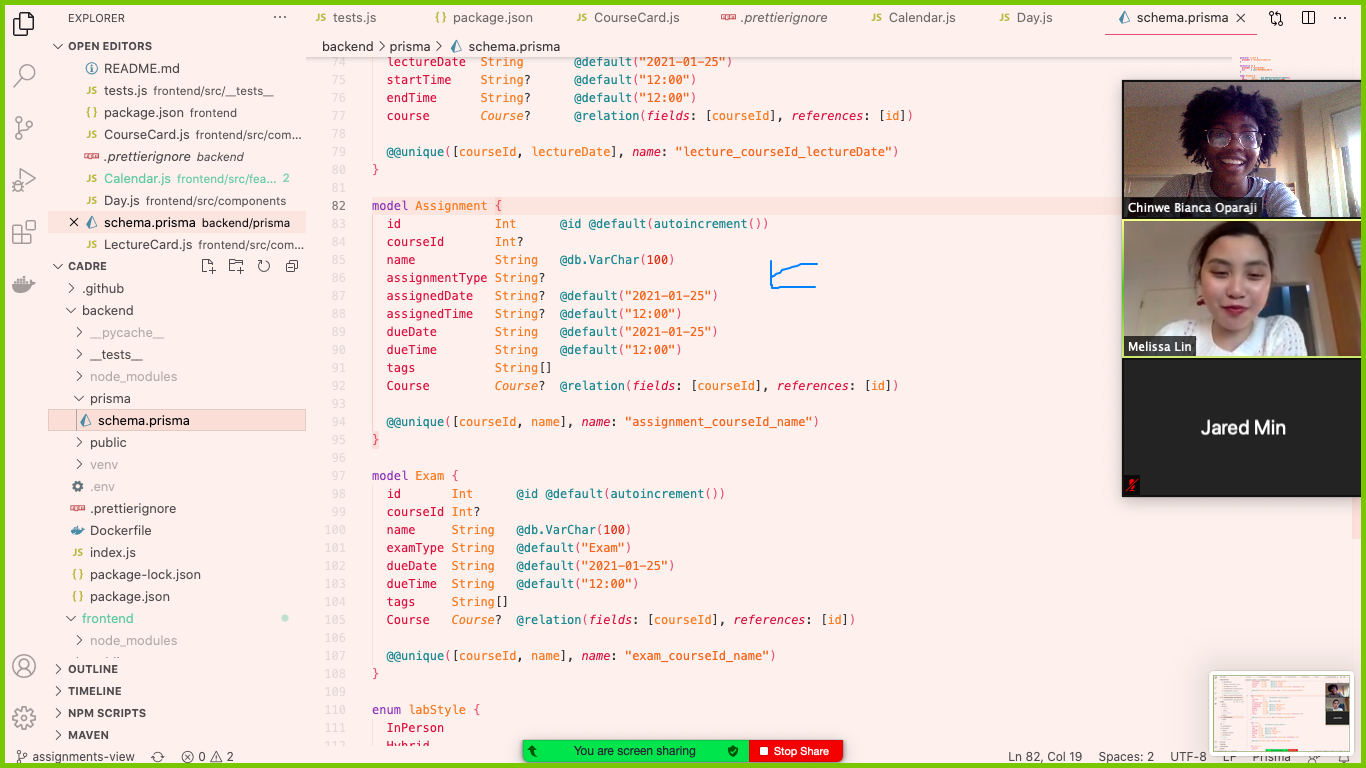 EXPLORER
OPEN EDITORS
README.md
tests.js frontend/src/__tests__
package.json frontend
CourseCard.js frontend/src/com...
.prettierignore backend
Calendar.js frontend/src/fea... 2
Day.js frontend/src/components
schema.prisma backend/prisma
LectureCard.js frontend/src/com...
CADRE
.github
backend
__pycache__
__tests__
node_modules
prisma
schema.prisma
public
venv
.env
.prettierignore
Dockerfile
index.js
package-lock.json
package.json
frontend
node_modules
OUTLINE
TIMELINE
NPM SCRIPTS
MAVEN
tests.js package.json CourseCard.js .prettierignore Calendar.js Day.js schema.prisma
backend > prisma > schema.prisma
74 lectureDate String @default("2021-01-25")
75 startTime String? @default("12:00")
76 endTime String? @default("12:00")
77 course Course? @relation(fields: [courseId], references: [id])
78
79 @@unique([courseId, lectureDate], name: "lecture_courseId_lectureDate")
80 }
81
82 model Assignment {
83 id Int @id @default(autoincrement())
84 courseId Int?
85 name String @db.VarChar(100)
86 assignmentType String?
87 assignedDate String? @default("2021-01-25")
88 assignedTime String? @default("12:00")
89 dueDate String @default("2021-01-25")
90 dueTime String @default("12:00")
91 tags String[]
92 Course Course? @relation(fields: [courseId], references: [id])
93
94 @@unique([courseId, name], name: "assignment_courseId_name")
95 }
96
97 model Exam {
98 id Int @id @default(autoincrement())
99 courseId Int?
100 name String @db.VarChar(100)
101 examType String @default("Exam")
102 dueDate String @default("2021-01-25")
103 dueTime String @default("12:00")
104 tags String[]
105 Course Course? @relation(fields: [courseId], references: [id])
106
107 @@unique([courseId, name], name: "exam_courseId_name")
108 }
109
110 enum labStyle {
111 InPerson
112 Hybrid
Chinwe Bianca Oparaji
Melissa Lin
Jared Min
You are screen sharing Stop Share
assignments-view 0 2 Ln 82, Col 19 Spaces: 2 UTF-8 LF Prisma